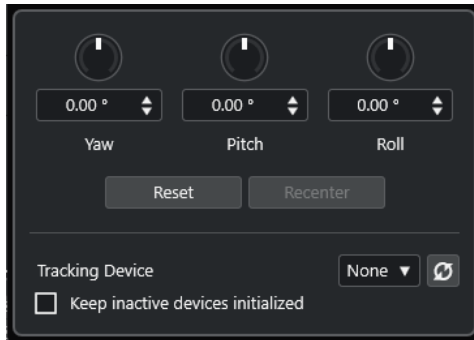 0.00 ° 0.00 ° 0.00 °
Yaw Pitch Roll
Reset Recenter
Tracking Device None ▼
Keep inactive devices initialized